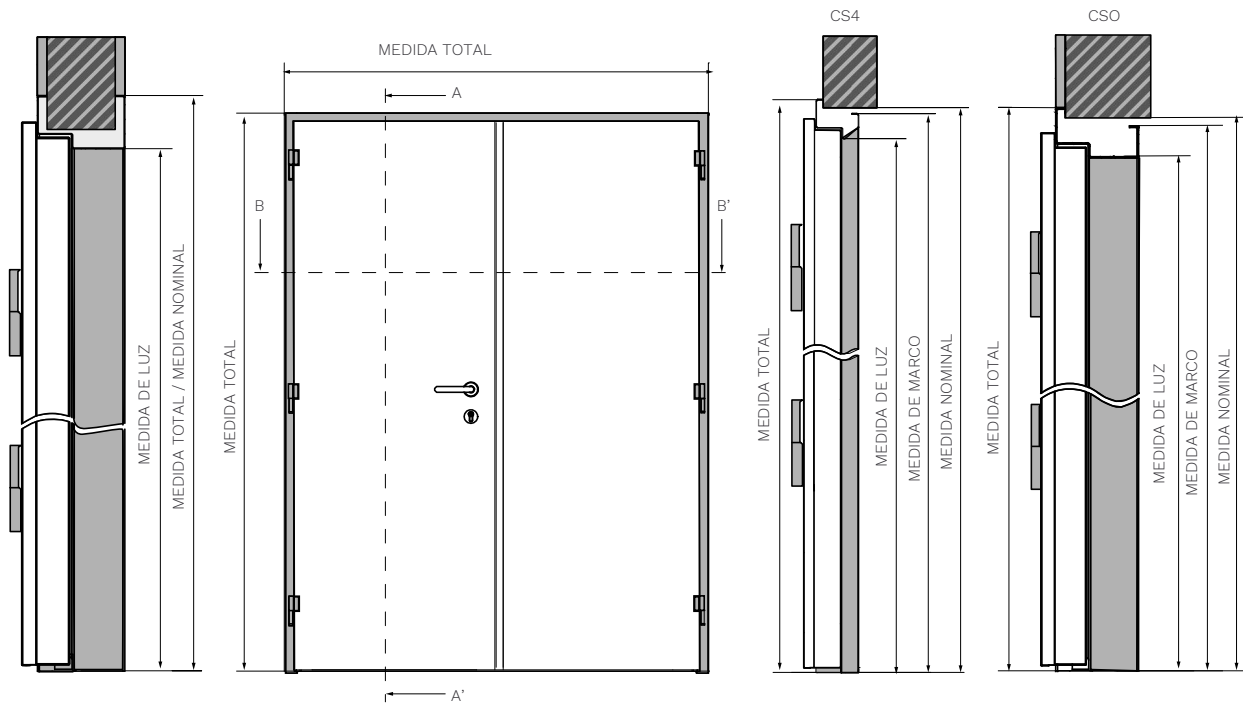 MEDIDA DE LUZ
MEDIDA TOTAL / MEDIDA NOMINAL
MEDIDA TOTAL
MEDIDA TOTAL
A
B
B'
A'
CS4
MEDIDA TOTAL
MEDIDA DE LUZ
MEDIDA DE MARCO
MEDIDA NOMINAL
CSO
MEDIDA TOTAL
MEDIDA DE LUZ
MEDIDA DE MARCO
MEDIDA NOMINAL